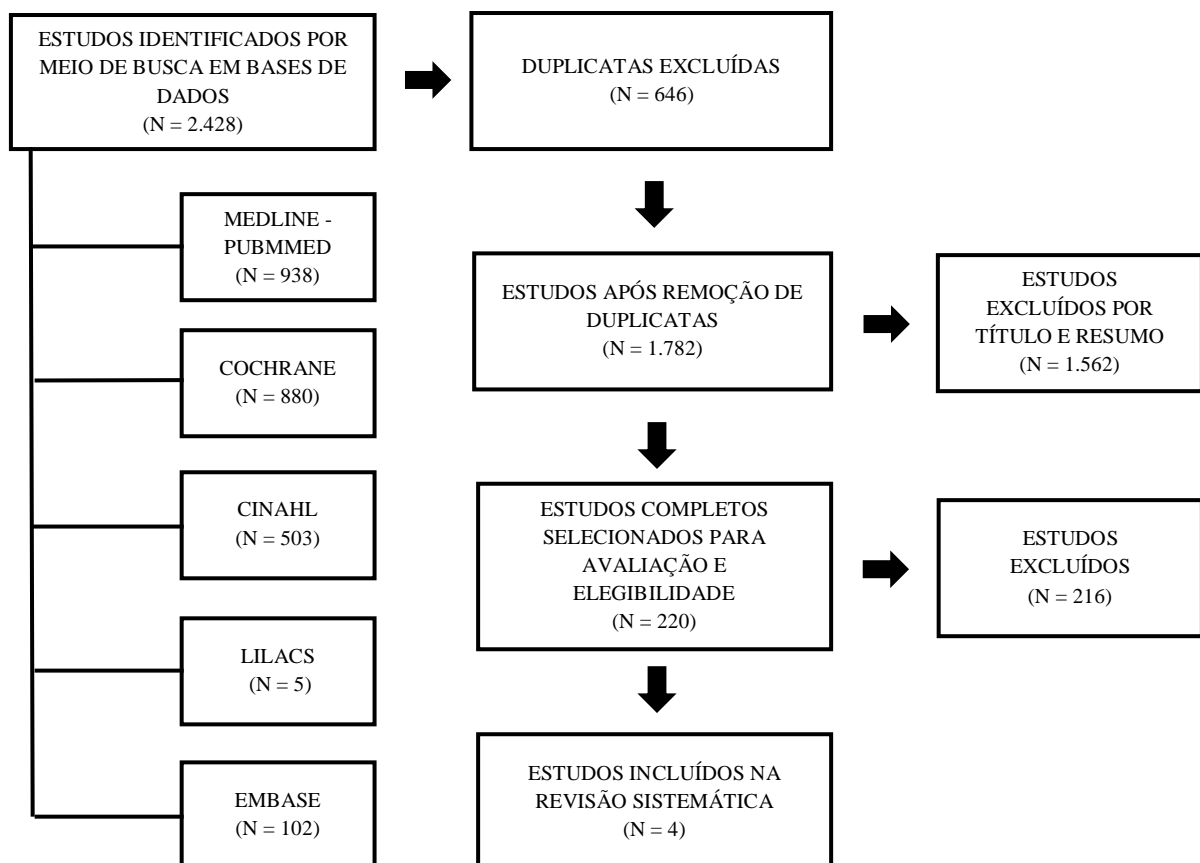 ESTUDOS IDENTIFICADOS POR
MEIO DE BUSCA EM BASES DE
DADOS
(N = 2.428)
MEDLINE -
PUBMMED
(N = 938)
COCHRANE
(N = 880)
CINAHL
(N = 503)
LILACS
(N = 5)
EMBASE
(N = 102)
DUPLICATAS EXCLUÍDAS
(N = 646)
ESTUDOS APÓS REMOÇÃO DE
DUPLICATAS
(N = 1.782)
ESTUDOS
EXCLUÍDOS POR
TÍTULO E RESUMO
(N = 1.562)
ESTUDOS COMPLETOS
SELECIONADOS PARA
AVALIAÇÃO E
ELEGIBILIDADE
(N = 220)
ESTUDOS
EXCLUÍDOS
(N = 216)
ESTUDOS INCLUÍDOS NA
REVISÃO SISTEMÁTICA
(N = 4)